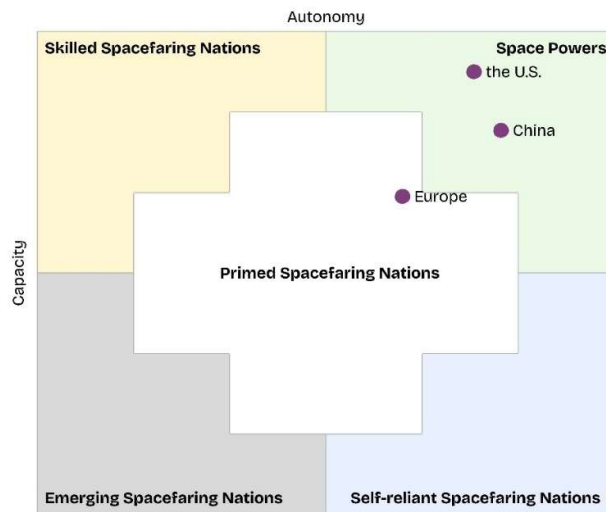 Autonomy
Skilled Spacefaring Nations
Space Powers
the U.S.
China
Europe
Capacity
Primed Spacefaring Nations
Emerging Spacefaring Nations
Self-reliant Spacefaring Nations